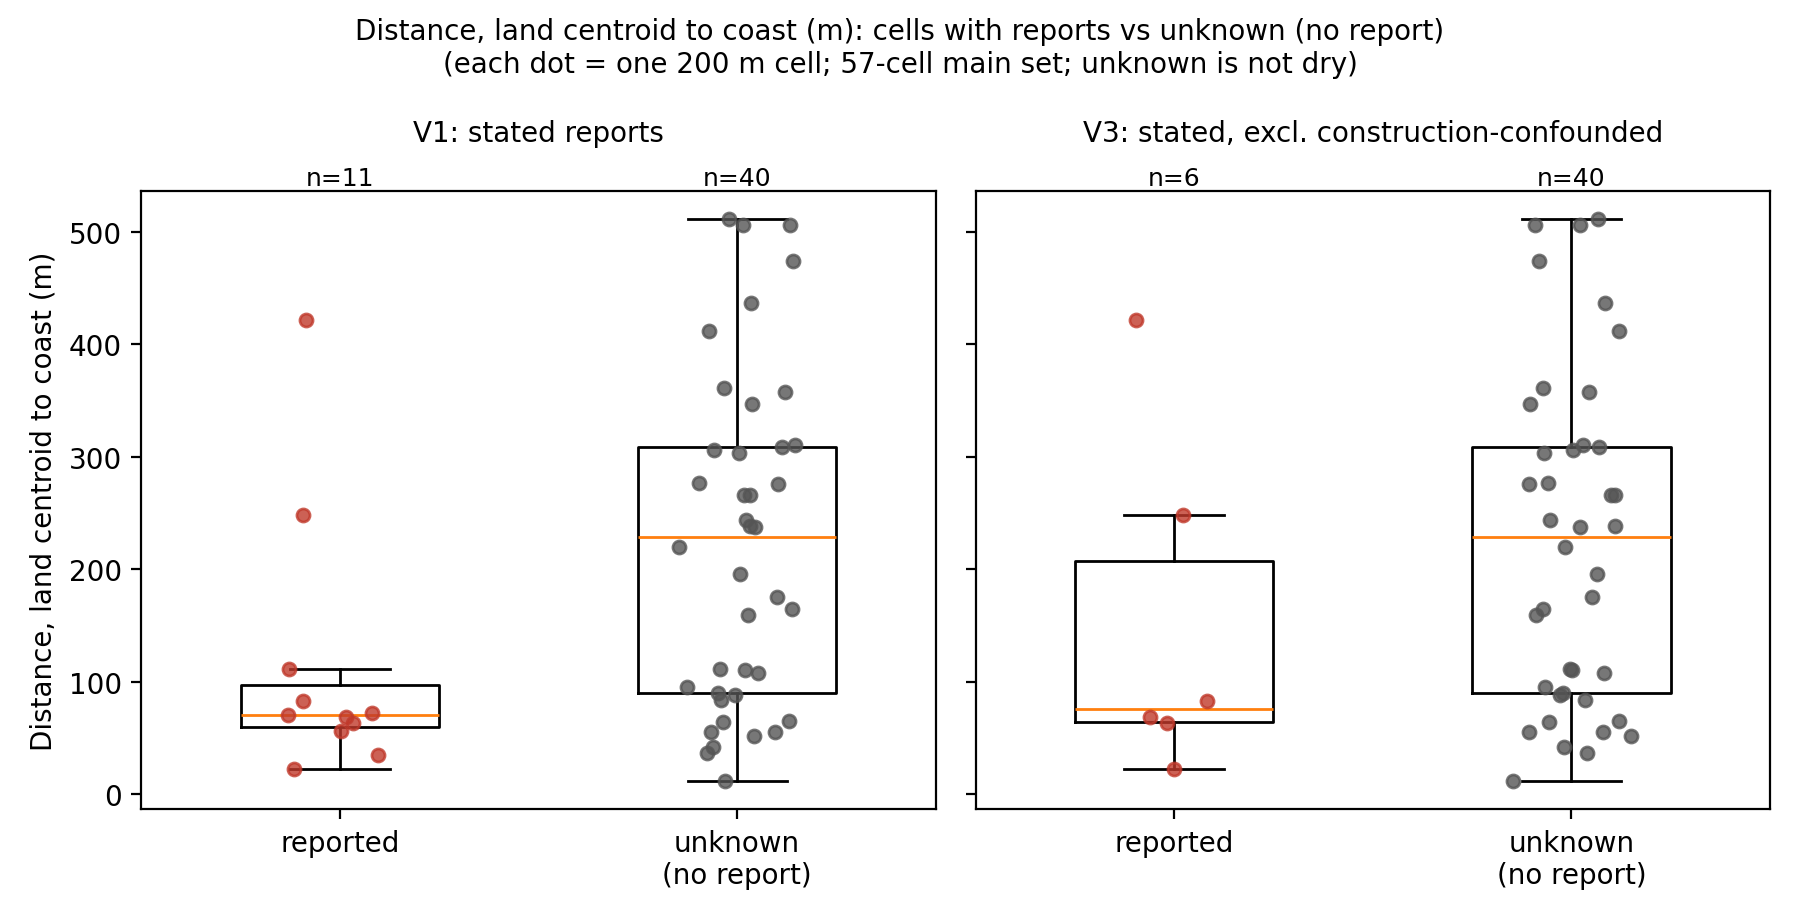 Distance, land centroid to coast (m): cells with reports vs unknown (no report)
(each dot = one 200 m cell; 57-cell main set; unknown is not dry)
V1: stated reports
V3: stated, excl. construction-confounded
n=11
n=40
n=6
n=40
Distance, land centroid to coast (m)
500
400
300
200
100
0
reported
unknown
(no report)
reported
unknown
(no report)